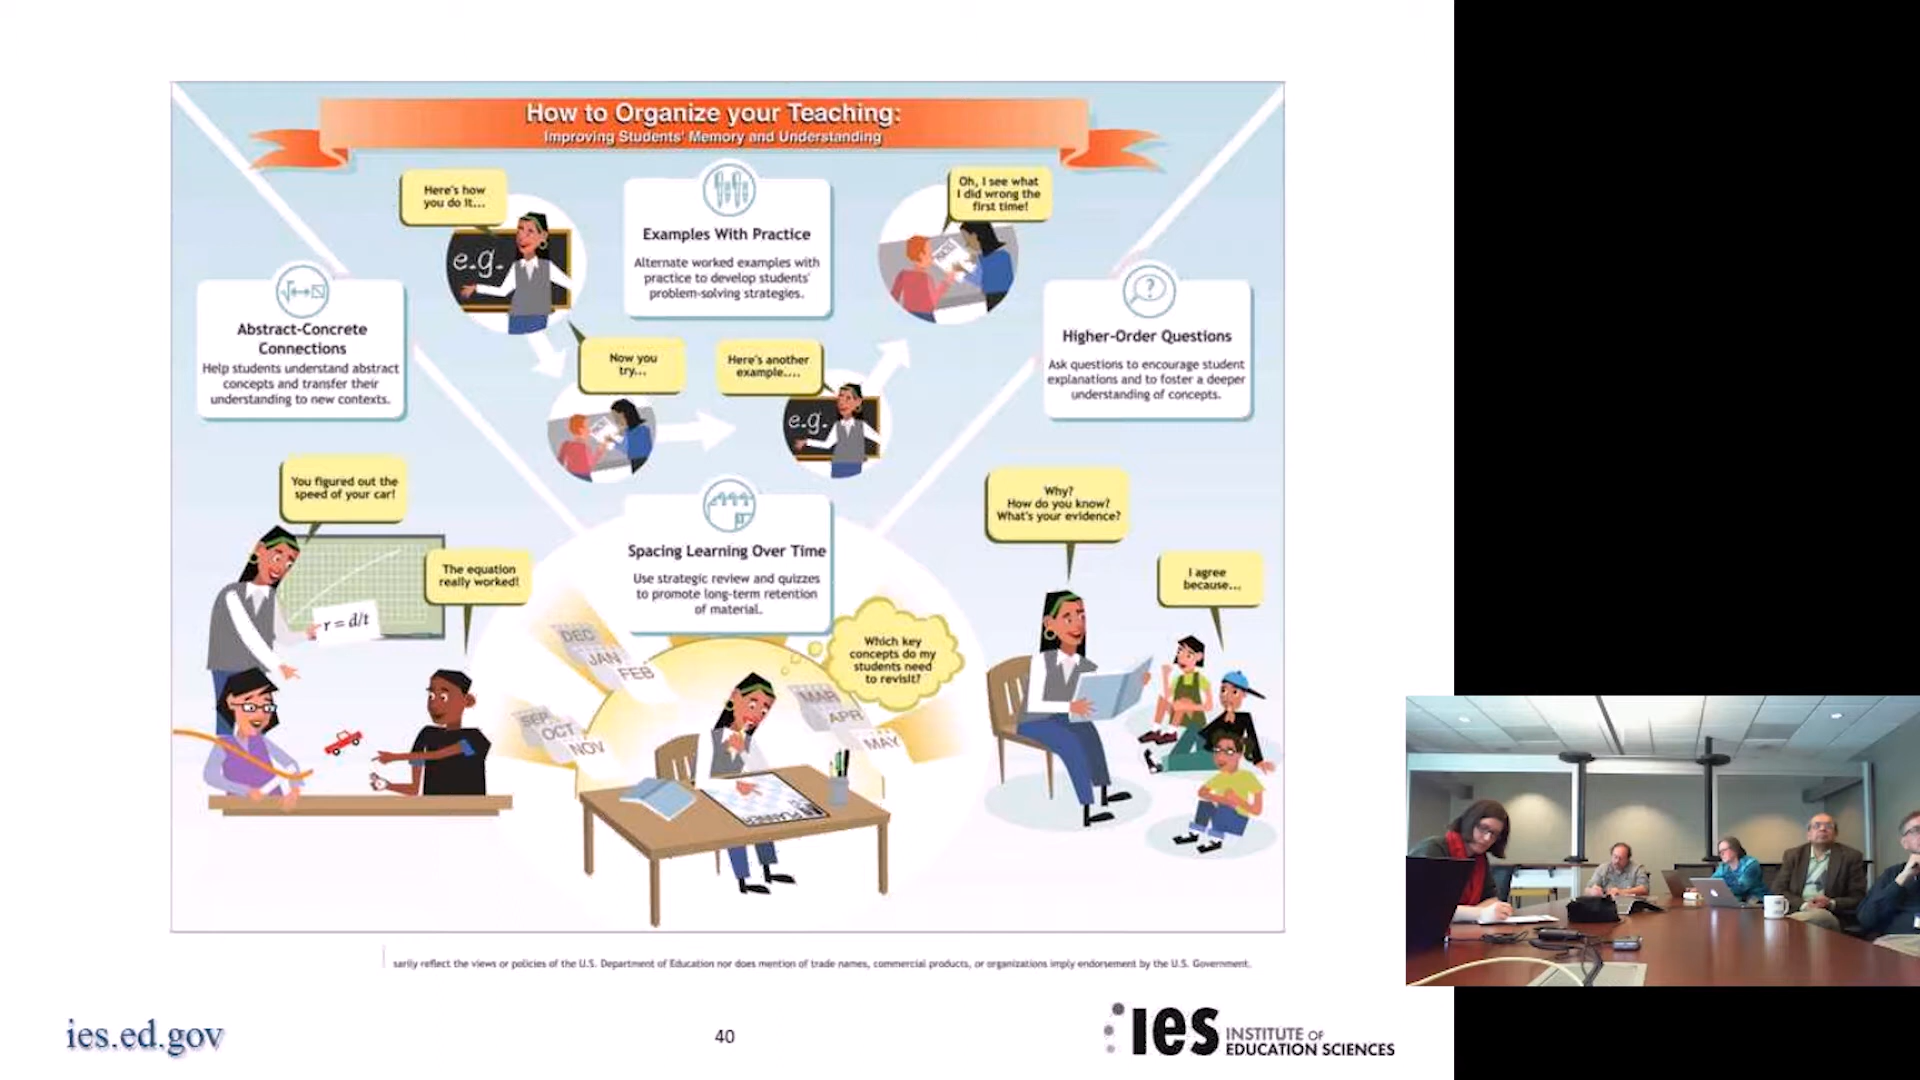 How to Organize your Teaching:
Improving Students' Memory and Understanding
Here's how
you do it...
e.g.
Examples With Practice
Alternate worked examples with
practice to develop students'
problem-solving strategies.
Oh, I see what
I did wrong the
first time!
Abstract-Concrete
Connections
Help students understand abstract
concepts and transfer their
understanding to new contexts.
Now you
try...
Here's another
example....
e.g.
Higher-Order Questions
Ask questions to encourage student
explanations and to foster a deeper
understanding of concepts.
You figured out the
speed of your car!
The equation
really worked!
r = d/t
Spacing Learning Over Time
Use strategic review and quizzes
to promote long-term retention
of material.
Which key
concepts do my
students need
to revisit?
SEP
OCT
NOV
DEC
JAN
FEB
MAR
APR
MAY
PLANNER
Why?
How do you know?
What's your evidence?
I agree
because...
sarily reflect the views or policies of the U.S. Department of Education nor does mention of trade names, commercial products, or organizations imply endorsement by the U.S. Government.
ies.ed.gov
40
ies INSTITUTE OF
EDUCATION SCIENCES